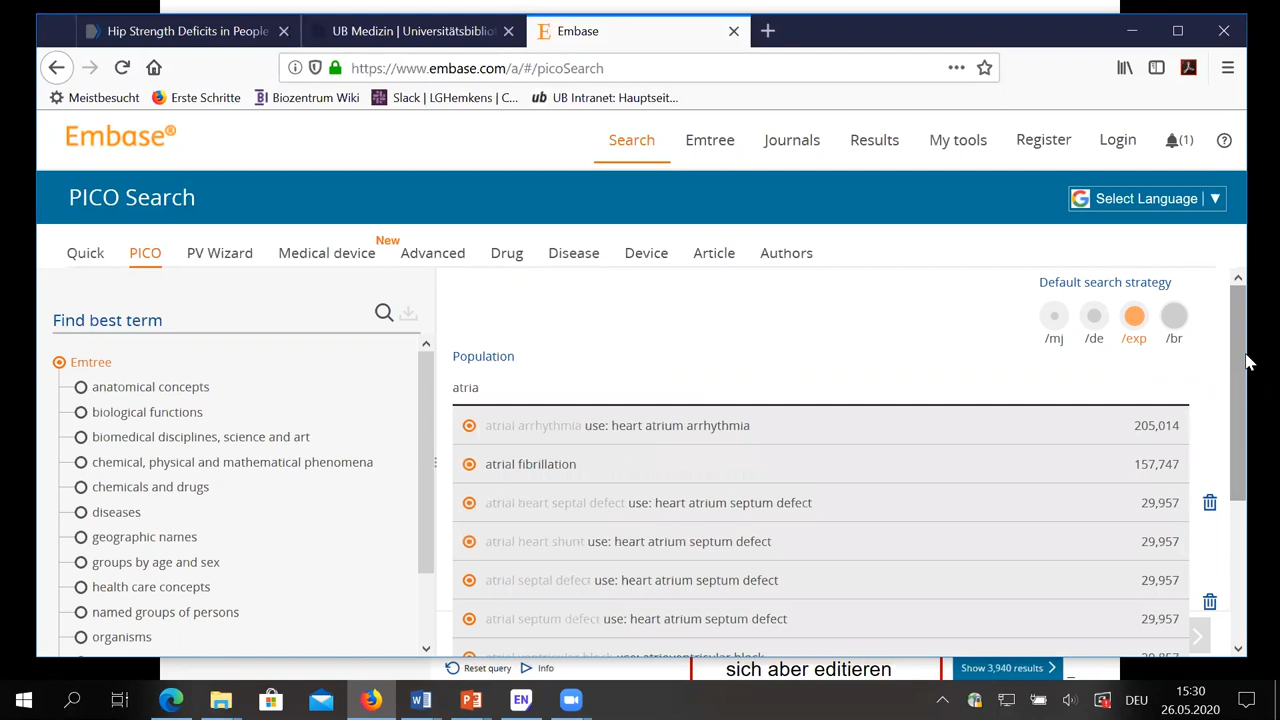 Hip Strength Deficits in People
UB Medizin | Universitätsbibliot
Embase
https://www.embase.com/a/#/picoSearch
Meistbesucht
Erste Schritte
Biozentrum Wiki
Slack | LGHemkens | C...
UB Intranet: Hauptseit...
Embase®
Search
Emtree
Journals
Results
My tools
Register
Login
(1)
PICO Search
Select Language
New
Quick
PICO
PV Wizard
Medical device
Advanced
Drug
Disease
Device
Article
Authors
Default search strategy
/mj
/de
/exp
/br
Find best term
Emtree
anatomical concepts
biological functions
biomedical disciplines, science and art
chemical, physical and mathematical phenomena
chemicals and drugs
diseases
geographic names
groups by age and sex
health care concepts
named groups of persons
organisms
Population
atria
atrial arrhythmia use: heart atrium arrhythmia 205,014
atrial fibrillation 157,747
atrial heart septal defect use: heart atrium septum defect 29,957
atrial heart shunt use: heart atrium septum defect 29,957
atrial septal defect use: heart atrium septum defect 29,957
atrial septum defect use: heart atrium septum defect 29,957
Reset query
Info
sich aber editieren
Show 3,940 results
DEU
15:30
26.05.2020
EN